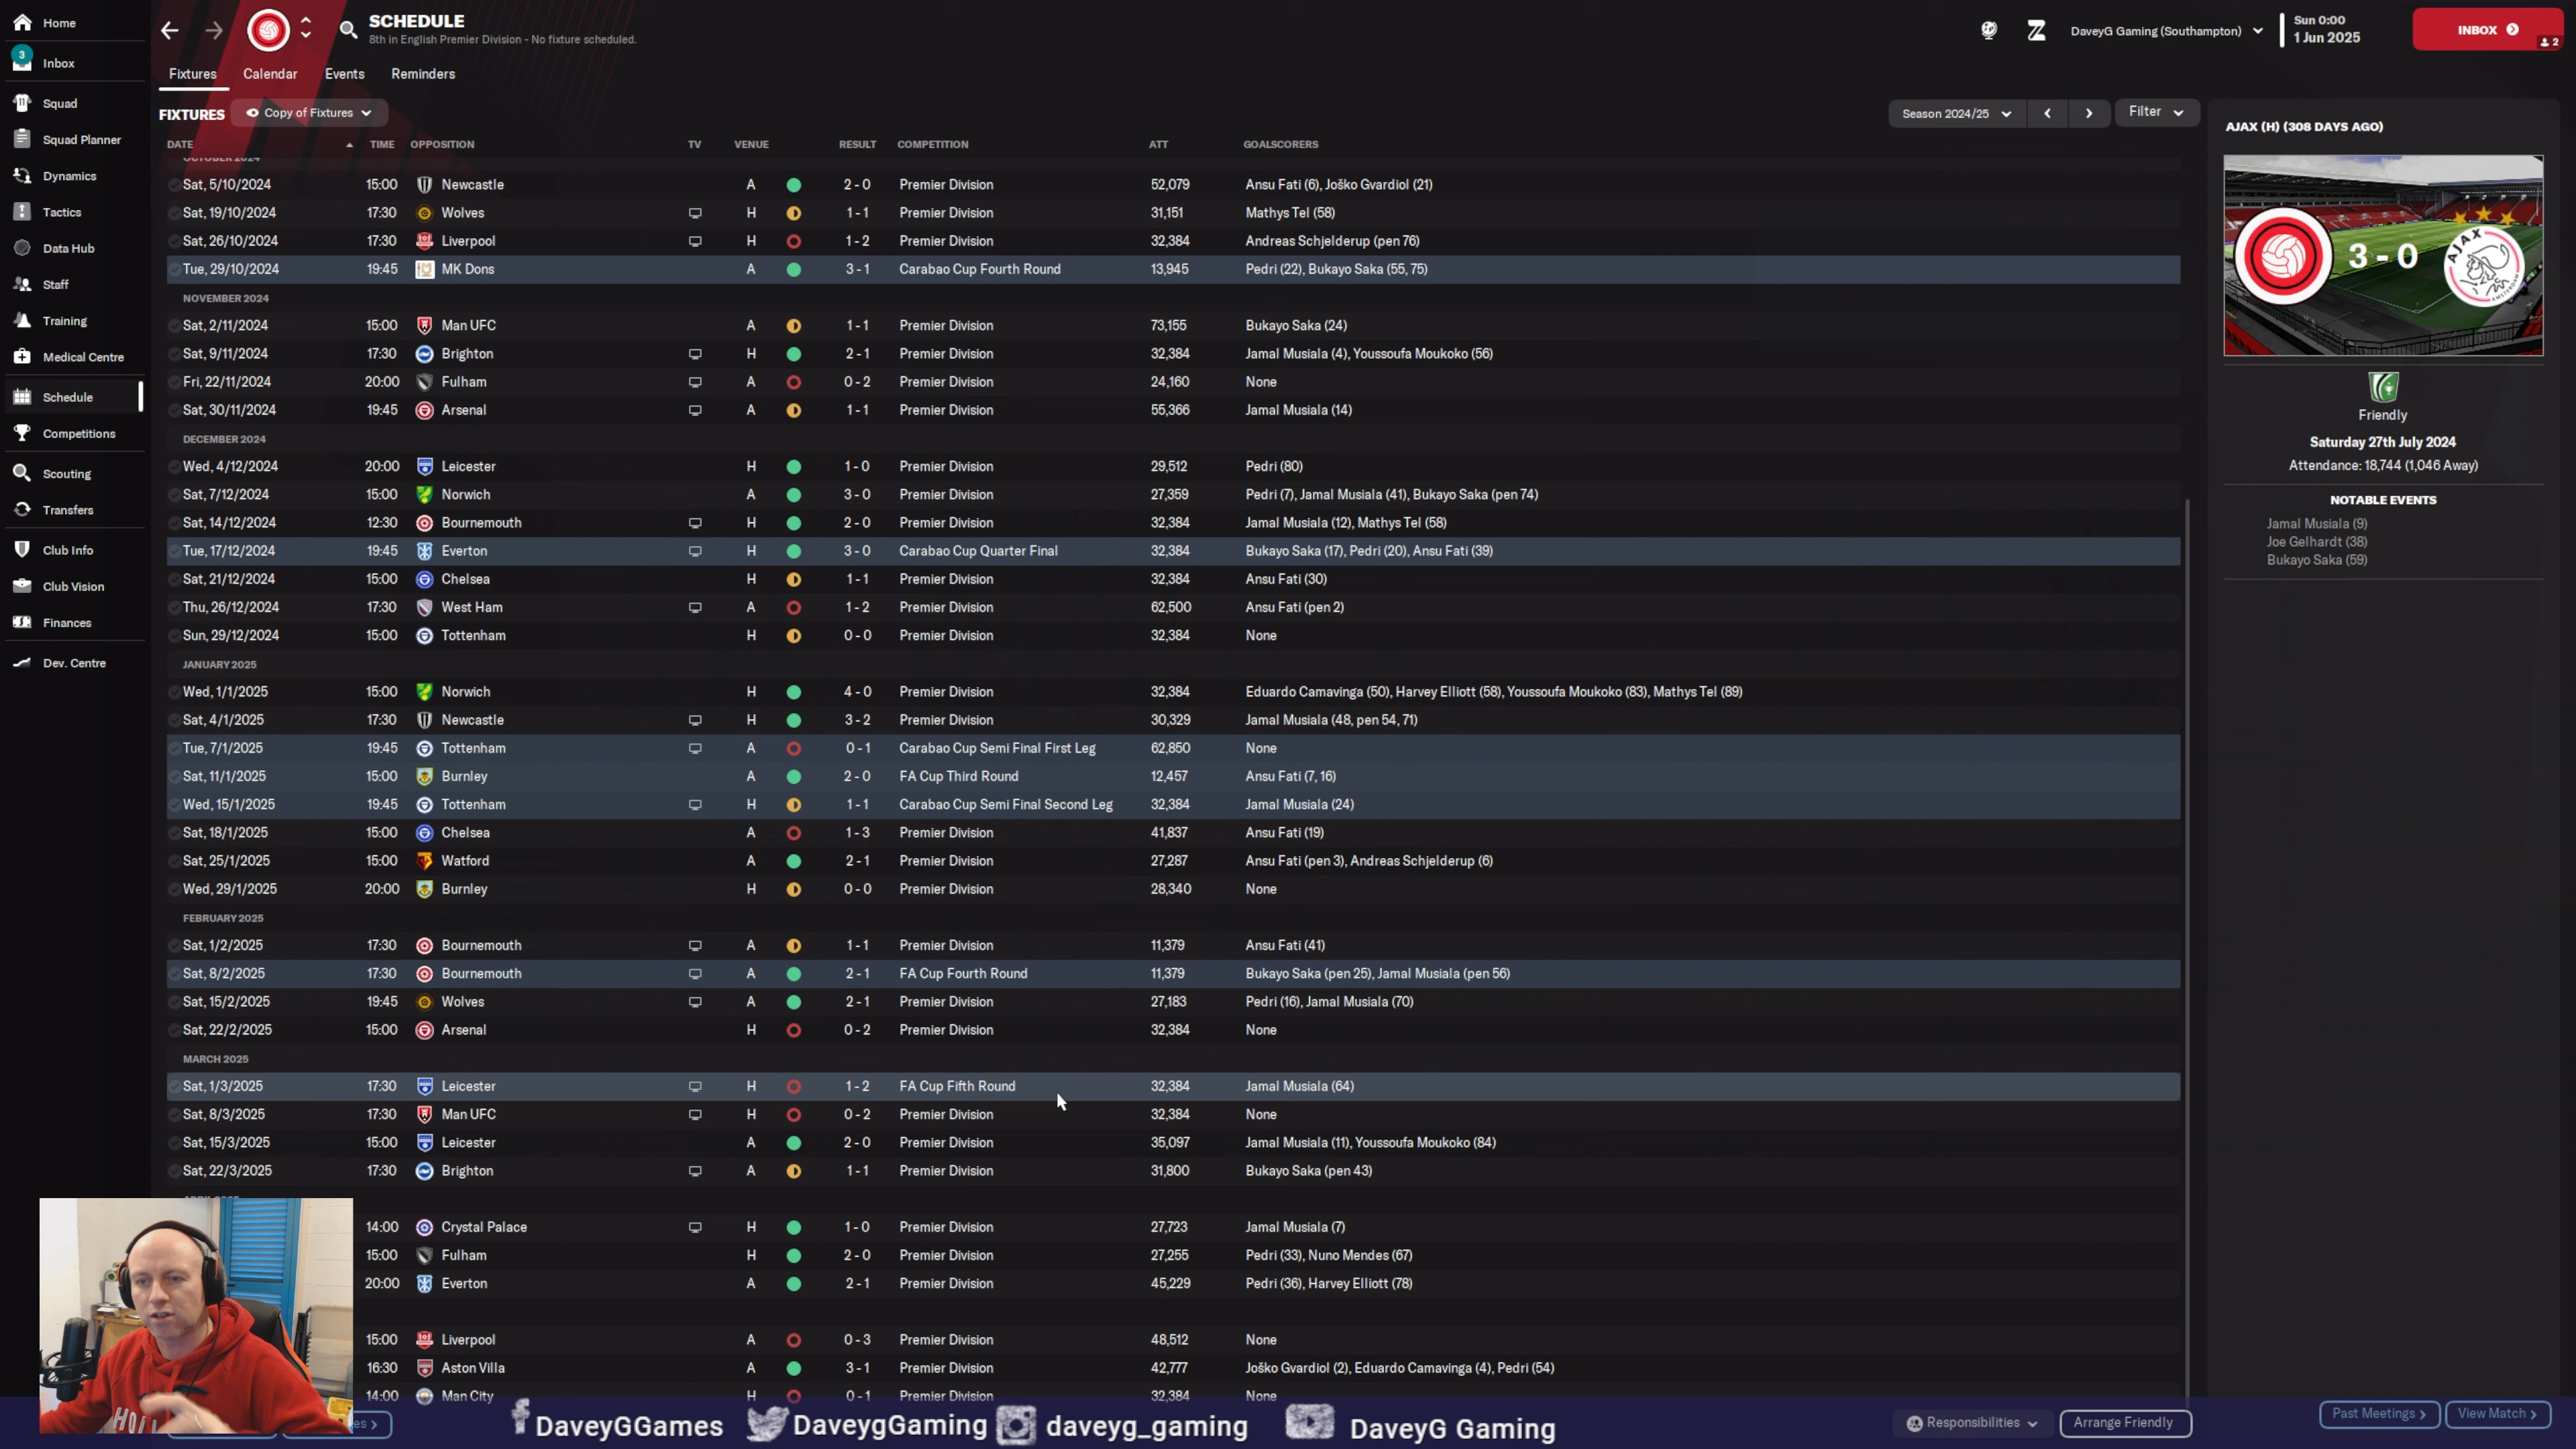 Home
Inbox
3
Squad
Squad Planner
Dynamics
Tactics
Data Hub
Staff
Training
Medical Centre
Schedule
Competitions
Scouting
Transfers
Club Info
Club Vision
Finances
Dev. Centre
SCHEDULE
8th in English Premier Division - No fixture scheduled.
DaveyG Gaming (Southampton)
Sun 0:00
1 Jun 2025
INBOX
2
Fixtures Calendar Events Reminders
FIXTURES Copy of Fixtures Season 2024/25 Filter
DATE TIME OPPOSITION TV VENUE RESULT COMPETITION ATT GOALSCORERS
OCTOBER 2024
Sat, 5/10/2024 15:00 Newcastle A 2 - 0 Premier Division 52,079 Ansu Fati (6), Joško Gvardiol (21)
Sat, 19/10/2024 17:30 Wolves H 1 - 1 Premier Division 31,151 Mathys Tel (58)
Sat, 26/10/2024 17:30 Liverpool H 1 - 2 Premier Division 32,384 Andreas Schjelderup (pen 76)
Tue, 29/10/2024 19:45 MK Dons A 3 - 1 Carabao Cup Fourth Round 13,945 Pedri (22), Bukayo Saka (55, 75)
NOVEMBER 2024
Sat, 2/11/2024 15:00 Man UFC A 1 - 1 Premier Division 73,155 Bukayo Saka (24)
Sat, 9/11/2024 17:30 Brighton H 2 - 1 Premier Division 32,384 Jamal Musiala (4), Youssoufa Moukoko (56)
Fri, 22/11/2024 20:00 Fulham A 0 - 2 Premier Division 24,160 None
Sat, 30/11/2024 19:45 Arsenal A 1 - 1 Premier Division 55,366 Jamal Musiala (14)
DECEMBER 2024
Wed, 4/12/2024 20:00 Leicester H 1 - 0 Premier Division 29,512 Pedri (80)
Sat, 7/12/2024 15:00 Norwich A 3 - 0 Premier Division 27,359 Pedri (7), Jamal Musiala (41), Bukayo Saka (pen 74)
Sat, 14/12/2024 12:30 Bournemouth H 2 - 0 Premier Division 32,384 Jamal Musiala (12), Mathys Tel (58)
Tue, 17/12/2024 19:45 Everton H 3 - 0 Carabao Cup Quarter Final 32,384 Bukayo Saka (17), Pedri (20), Ansu Fati (39)
Sat, 21/12/2024 15:00 Chelsea H 1 - 1 Premier Division 32,384 Ansu Fati (30)
Thu, 26/12/2024 17:30 West Ham A 1 - 2 Premier Division 62,500 Ansu Fati (pen 2)
Sun, 29/12/2024 15:00 Tottenham H 0 - 0 Premier Division 32,384 None
JANUARY 2025
Wed, 1/1/2025 15:00 Norwich H 4 - 0 Premier Division 32,384 Eduardo Camavinga (50), Harvey Elliott (58), Youssoufa Moukoko (83), Mathys Tel (89)
Sat, 4/1/2025 17:30 Newcastle H 3 - 2 Premier Division 30,329 Jamal Musiala (48, pen 54, 71)
Tue, 7/1/2025 19:45 Tottenham A 0 - 1 Carabao Cup Semi Final First Leg 62,850 None
Sat, 11/1/2025 15:00 Burnley A 2 - 0 FA Cup Third Round 12,457 Ansu Fati (7, 16)
Wed, 15/1/2025 19:45 Tottenham H 1 - 1 Carabao Cup Semi Final Second Leg 32,384 Jamal Musiala (24)
Sat, 18/1/2025 15:00 Chelsea A 1 - 3 Premier Division 41,837 Ansu Fati (19)
Sat, 25/1/2025 15:00 Watford A 2 - 1 Premier Division 27,287 Ansu Fati (pen 3), Andreas Schjelderup (6)
Wed, 29/1/2025 20:00 Burnley H 0 - 0 Premier Division 28,340 None
FEBRUARY 2025
Sat, 1/2/2025 17:30 Bournemouth A 1 - 1 Premier Division 11,379 Ansu Fati (41)
Sat, 8/2/2025 17:30 Bournemouth A 2 - 1 FA Cup Fourth Round 11,379 Bukayo Saka (pen 25), Jamal Musiala (pen 56)
Sat, 15/2/2025 19:45 Wolves A 2 - 1 Premier Division 27,183 Pedri (16), Jamal Musiala (70)
Sat, 22/2/2025 15:00 Arsenal H 0 - 2 Premier Division 32,384 None
MARCH 2025
Sat, 1/3/2025 17:30 Leicester H 1 - 2 FA Cup Fifth Round 32,384 Jamal Musiala (64)
Sat, 8/3/2025 17:30 Man UFC H 0 - 2 Premier Division 32,384 None
Sat, 15/3/2025 15:00 Leicester A 2 - 0 Premier Division 35,097 Jamal Musiala (11), Youssoufa Moukoko (84)
Sat, 22/3/2025 17:30 Brighton A 1 - 1 Premier Division 31,800 Bukayo Saka (pen 43)
14:00 Crystal Palace H 1 - 0 Premier Division 27,723 Jamal Musiala (7)
15:00 Fulham H 2 - 0 Premier Division 27,255 Pedri (33), Nuno Mendes (67)
20:00 Everton A 2 - 1 Premier Division 45,229 Pedri (36), Harvey Elliott (78)
15:00 Liverpool A 0 - 3 Premier Division 48,512 None
16:30 Aston Villa A 3 - 1 Premier Division 42,777 Joško Gvardiol (2), Eduardo Camavinga (4), Pedri (54)
14:00 Man City H 0 - 1 Premier Division 32,384 None
AJAX (H) (308 DAYS AGO)
3 - 0
AJAX
Friendly
Saturday 27th July 2024
Attendance: 18,744 (1,046 Away)
NOTABLE EVENTS
Jamal Musiala (9)
Joe Gelhardt (38)
Bukayo Saka (59)
DaveyGGames DaveygGaming daveyg_gaming DaveyG Gaming
Responsibilities Arrange Friendly Past Meetings View Match